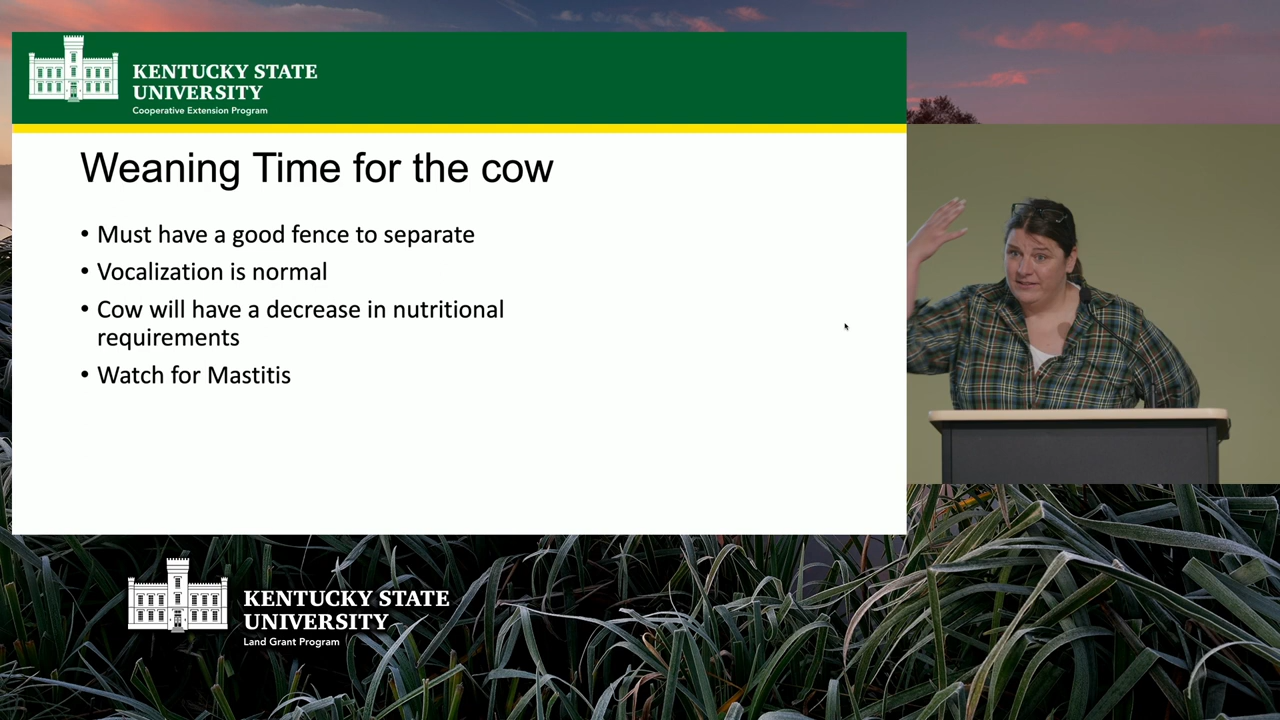 KENTUCKY STATE
UNIVERSITY
Cooperative Extension Program
Weaning Time for the cow
• Must have a good fence to separate
• Vocalization is normal
• Cow will have a decrease in nutritional
requirements
• Watch for Mastitis
KENTUCKY STATE
UNIVERSITY
Land Grant Program